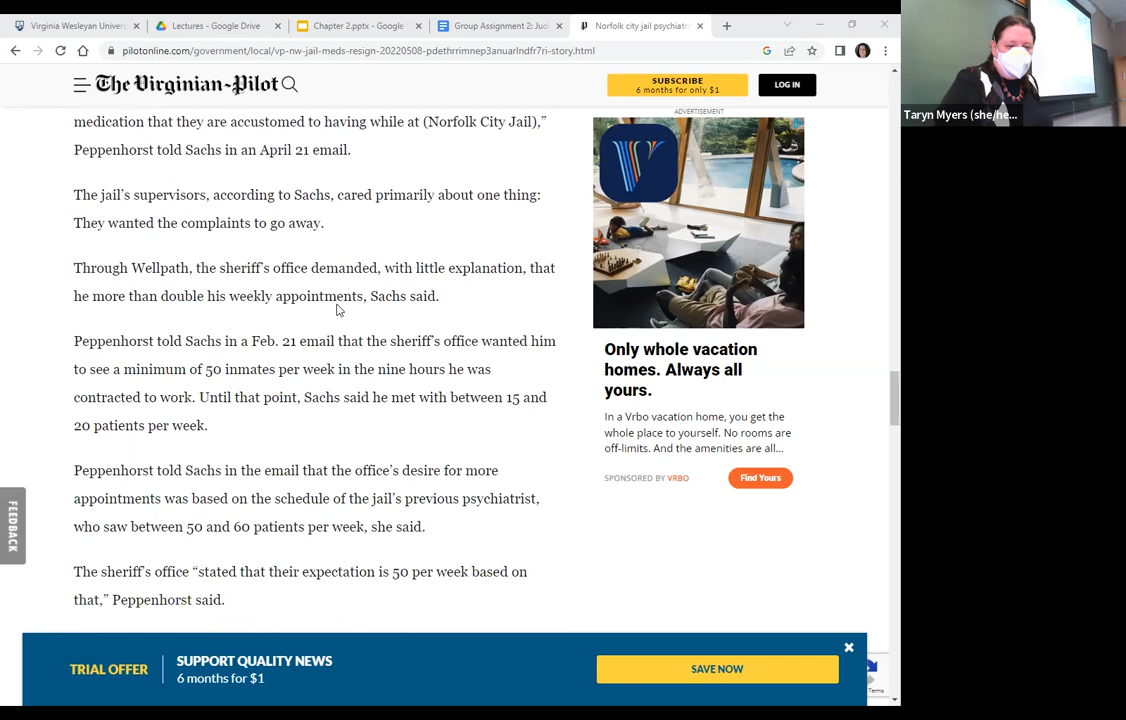 Virginia Wesleyan Univer
Lectures - Google Drive
Chapter 2.pptx - Google
Group Assignment 2: Jud
Norfolk city jail psychiatr
pilotonline.com/government/local/vp-nw-jail-meds-resign-20220508-pdethrrimnep3anuarlndfr7ri-story.html
The Virginian-Pilot
SUBSCRIBE
6 months for only $1
LOG IN
Taryn Myers (she/he...
ADVERTISEMENT
medication that they are accustomed to having while at (Norfolk City Jail),”
Peppenhorst told Sachs in an April 21 email.
The jail’s supervisors, according to Sachs, cared primarily about one thing:
They wanted the complaints to go away.
Through Wellpath, the sheriff’s office demanded, with little explanation, that
he more than double his weekly appointments, Sachs said.
Peppenhorst told Sachs in a Feb. 21 email that the sheriff’s office wanted him
to see a minimum of 50 inmates per week in the nine hours he was
contracted to work. Until that point, Sachs said he met with between 15 and
20 patients per week.
Peppenhorst told Sachs in the email that the office’s desire for more
appointments was based on the schedule of the jail’s previous psychiatrist,
who saw between 50 and 60 patients per week, she said.
The sheriff’s office “stated that their expectation is 50 per week based on
that,” Peppenhorst said.
Only whole vacation
homes. Always all
yours.
In a Vrbo vacation home, you get the
whole place to yourself. No rooms are
off-limits. And the amenities are all...
SPONSORED BY VRBO
Find Yours
FEEDBACK
TRIAL OFFER
SUPPORT QUALITY NEWS
6 months for $1
SAVE NOW
Terms